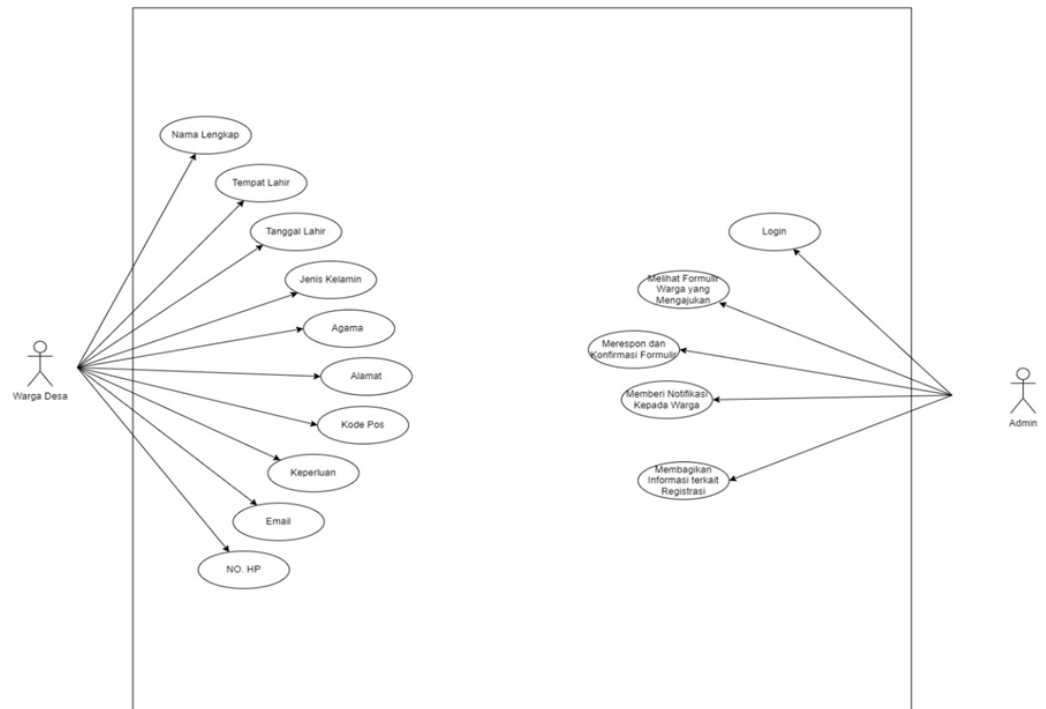 Nama Lengkap
Tempat Lahir
Tanggal Lahir
Jenis Kelamin
Agama
Alamat
Kode Pos
Keperluan
Email
NO. HP
Warga Desa
Login
Melihat Formulir
Warga yang
Mengajukan
Merespon dan
Konfirmasi Formulir
Memberi Notifikasi
Kepada Warga
Membagikan
Informasi terkait
Registrasi
Admin